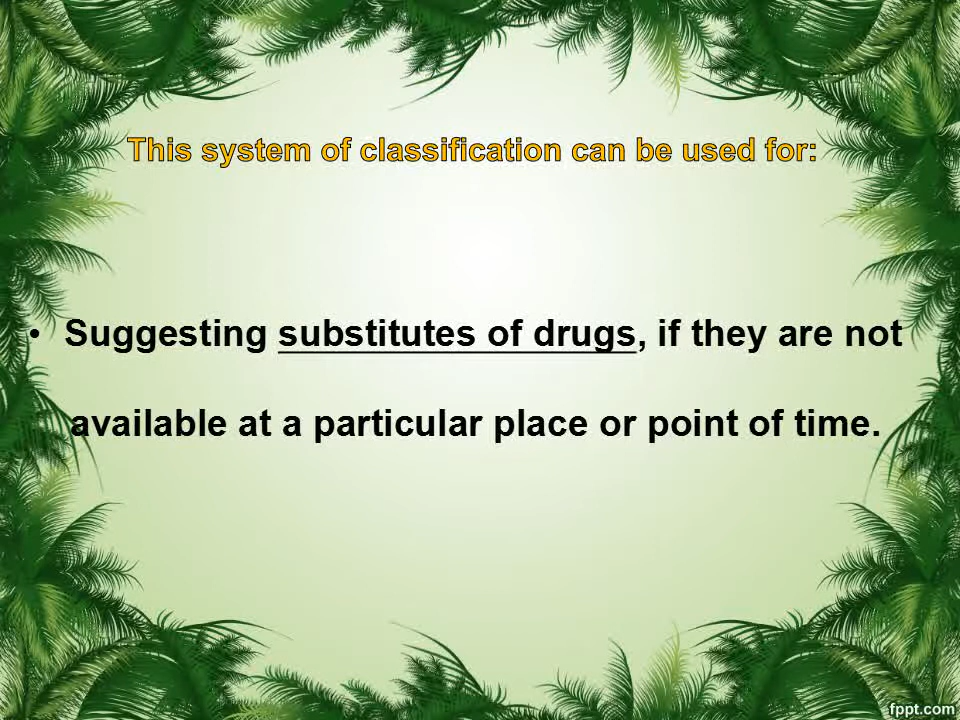 This system of classification can be used for:
• Suggesting substitutes of drugs, if they are not
available at a particular place or point of time.
fppt.com